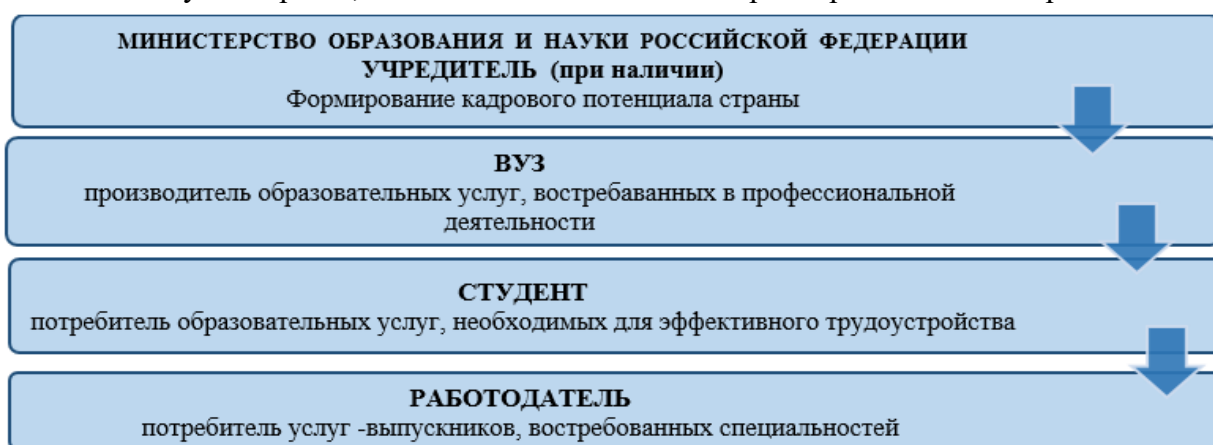 МИНИСТЕРСТВО ОБРАЗОВАНИЯ И НАУКИ РОССИЙСКОЙ ФЕДЕРАЦИИ
УЧРЕДИТЕЛЬ (при наличии)
Формирование кадрового потенциала страны
ВУЗ
производитель образовательных услуг, востребаванных в профессиональной
деятельности
СТУДЕНТ
потребитель образовательных услуг, необходимых для эффективного трудоустройства
РАБОТОДАТЕЛЬ
потребитель услуг -выпускников, востребованных специальностей